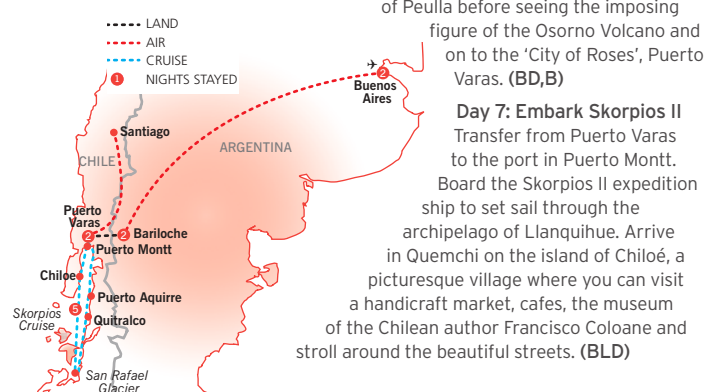 LAND
AIR
CRUISE
1 NIGHTS STAYED
Santiago
CHILE
ARGENTINA
2
Buenos
Aires
Puerto
Varas
2
2 Bariloche
Puerto Montt
Chiloe
Puerto Aquirre
5
Skorpios
Cruise
Quitralco
San Rafael
Glacier
of Peulla before seeing the imposing
figure of the Osorno Volcano and
on to the ‘City of Roses’, Puerto
Varas. (BD,B)
Day 7: Embark Skorpios II
Transfer from Puerto Varas
to the port in Puerto Montt.
Board the Skorpios II expedition
ship to set sail through the
archipelago of Llanquihue. Arrive
in Quemchi on the island of Chiloé, a
picturesque village where you can visit
a handicraft market, cafes, the museum
of the Chilean author Francisco Coloane and
stroll around the beautiful streets. (BLD)